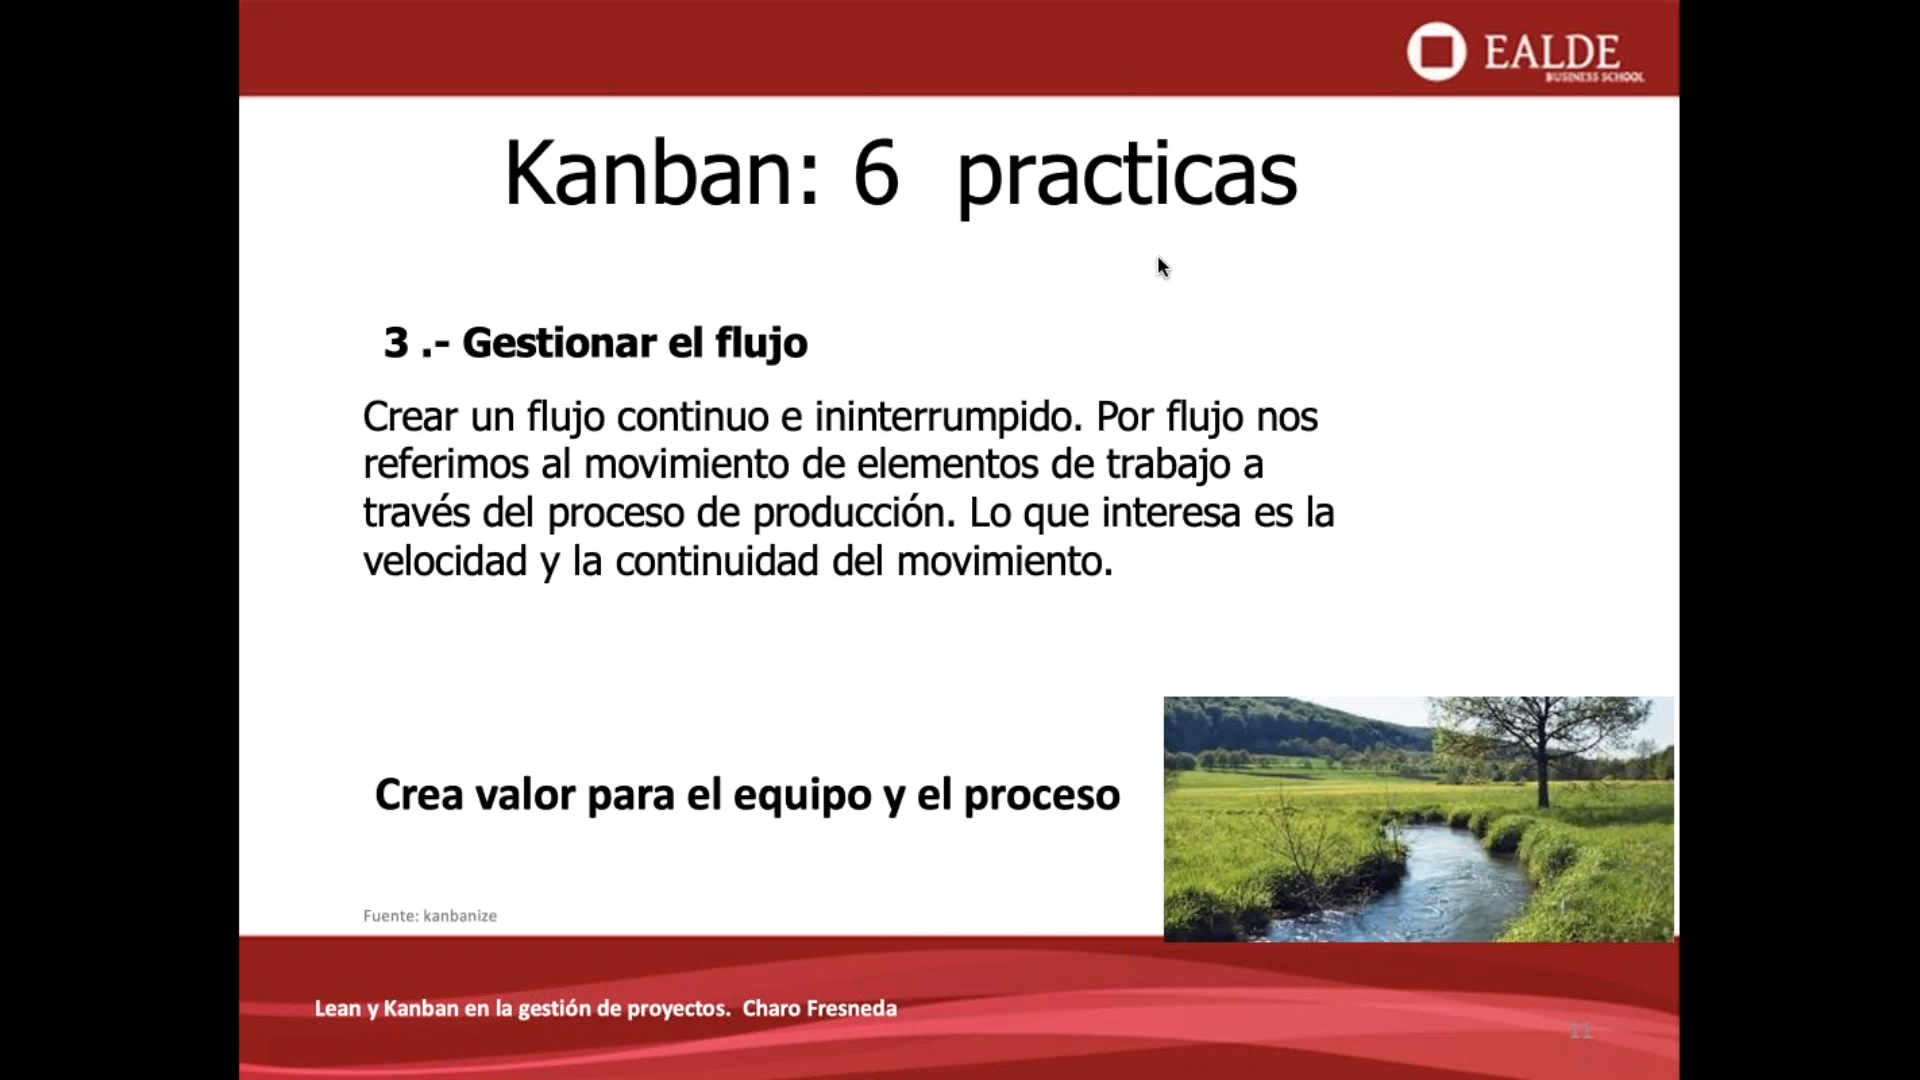 EALDE
BUSINESS SCHOOL
Kanban: 6  practicas
3 .- Gestionar el flujo
Crear un flujo continuo e ininterrumpido. Por flujo nos
referimos al movimiento de elementos de trabajo a
través del proceso de producción. Lo que interesa es la
velocidad y la continuidad del movimiento.
Crea valor para el equipo y el proceso
Fuente: kanbanize
Lean y Kanban en la gestión de proyectos.  Charo Fresneda
11